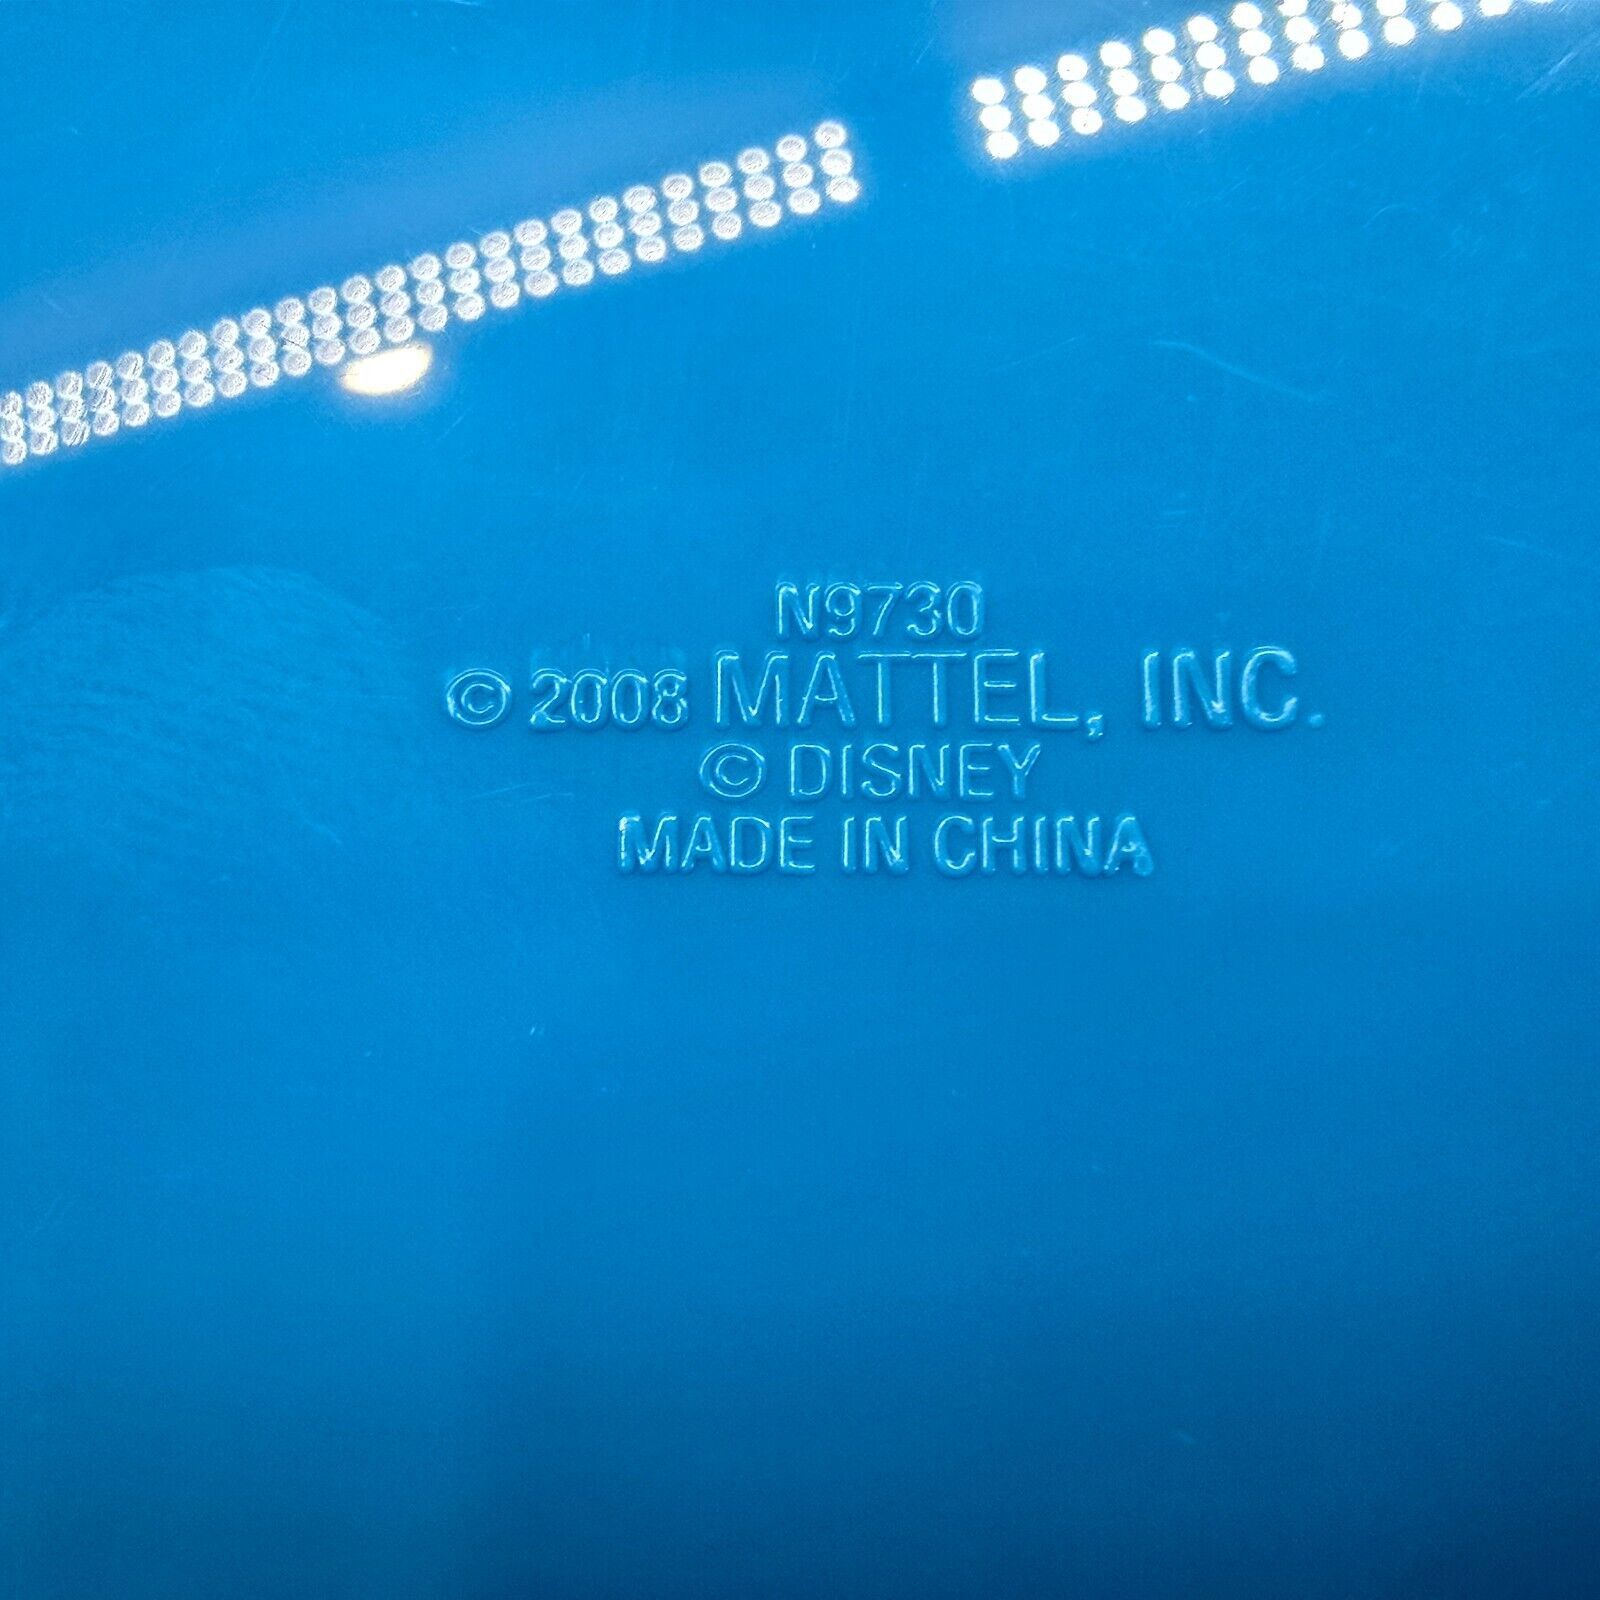 N9730
© 2008 MATTEL, INC.
© DISNEY
MADE IN CHINA